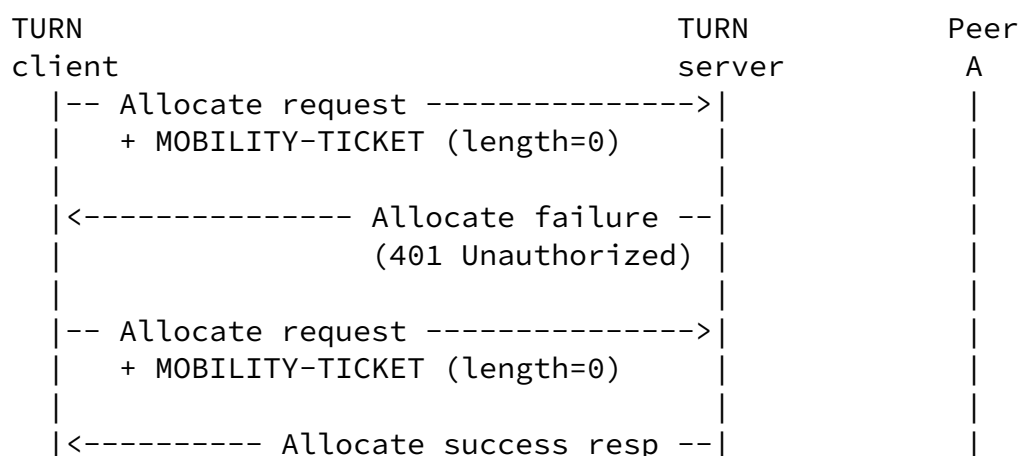 TURN                                 TURN         Peer
client                               server          A
  |-- Allocate request --------------->|             |
  |   + MOBILITY-TICKET (length=0)     |             |
  |                                    |             |
  |<--------------- Allocate failure --|             |
  |                 (401 Unauthorized) |             |
  |                                    |             |
  |-- Allocate request --------------->|             |
  |   + MOBILITY-TICKET (length=0)     |             |
  |                                    |             |
  |<---------- Allocate success resp --|             |